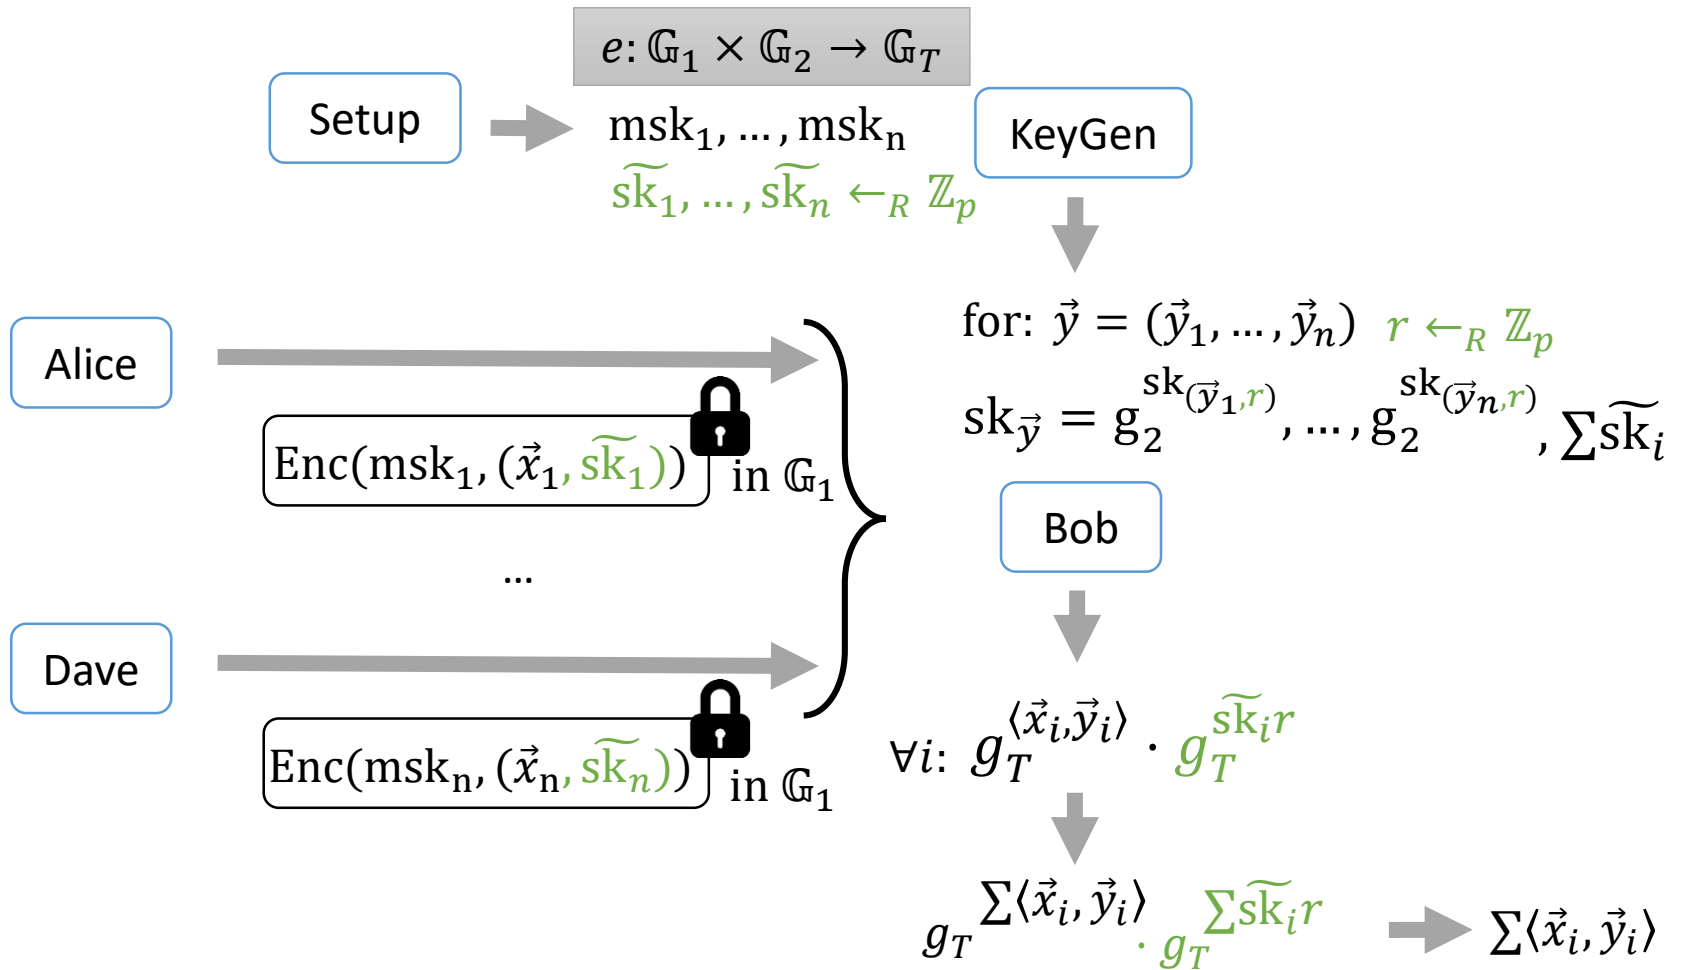 e: 𝔾₁ × 𝔾₂ → 𝔾_T
Setup
msk₁, … , mskₙ
s͠k₁, … , s͠kₙ ←_R ℤ_p
KeyGen
for: y⃗ = (y⃗₁, … , y⃗ₙ) r ←_R ℤ_p
sk_y⃗ = g₂^sk_(y⃗₁,r), … , g₂^sk_(y⃗ₙ,r), ∑s͠kᵢ
Alice
Enc(msk₁, (x⃗₁, s͠k₁)) in 𝔾₁
...
Dave
Enc(mskₙ, (x⃗ₙ, s͠kₙ)) in 𝔾₁
Bob
∀i: g_T^⟨x⃗ᵢ,y⃗ᵢ⟩ · g_T^s͠kᵢr
g_T^∑⟨x⃗ᵢ, y⃗ᵢ⟩ · g_T^∑s͠kᵢr
∑⟨x⃗ᵢ, y⃗ᵢ⟩